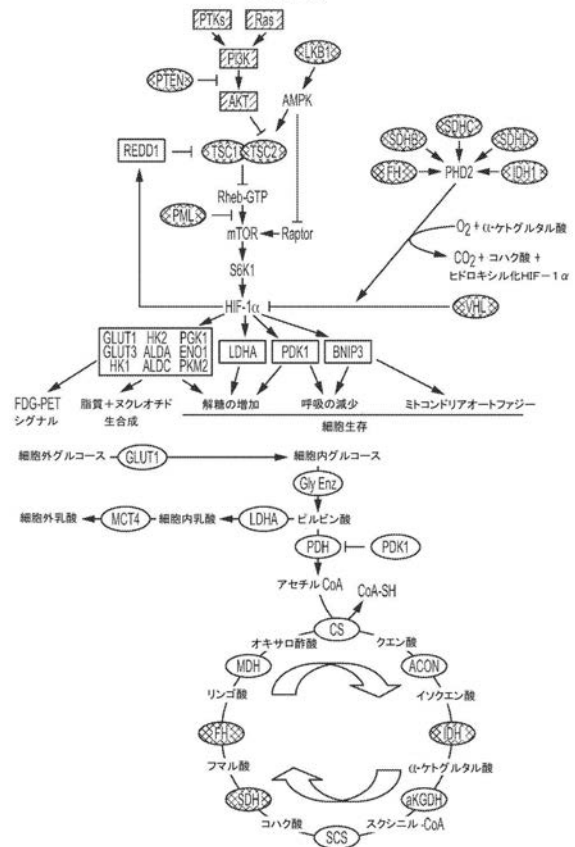 PTKs Ras
PI3K LKB1
PTEN
AKT AMPK
SDHC
SDHB SDHD
REDD1 TSC1 TSC2
FH PHD2 IDH1
Rheb-GTP
PML
mTOR Raptor
O2 + α-ケトグルタル酸
S6K1
CO2 + コハク酸 +
ヒドロキシル化HIF-1α
HIF-1α
VHL
GLUT1 HK2 PGK1
GLUT3 ALDA ENO1
HK1 ALDC PKM2
LDHA PDK1 BNIP3
FDG-PET
シグナル
脂質+ヌクレオチド
生合成
解糖の増加 呼吸の減少 ミトコンドリアオートファジー
細胞生存
細胞外グルコース GLUT1 細胞内グルコース
Gly Enz
細胞外乳酸 MCT4 細胞内乳酸 LDHA ピルビン酸
PDH PDK1
アセチルCoA CoA-SH
CS
オキサロ酢酸 クエン酸
MDH ACON
リンゴ酸 イソクエン酸
FH IDH
フマル酸 α-ケトグルタル酸
SDH aKGDH
コハク酸 スクシニル-CoA
SCS